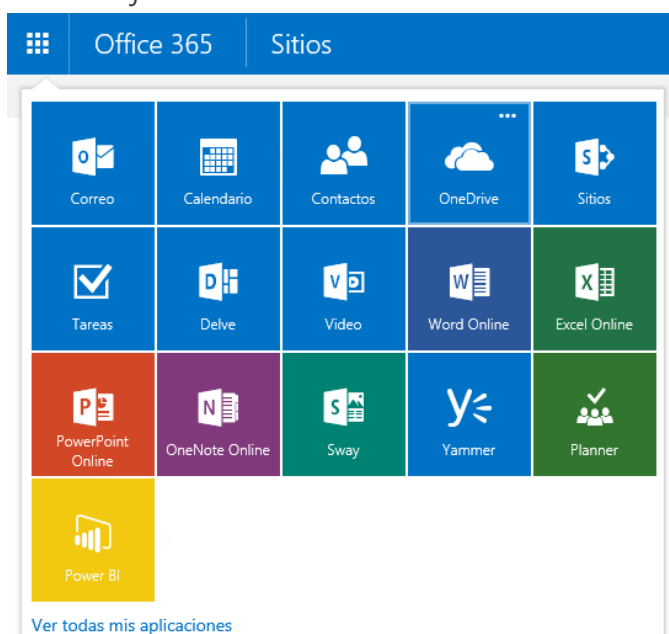 Office 365 Sitios
Correo Calendario Contactos OneDrive Sitios
Tareas Delve Video Word Online Excel Online
PowerPoint
Online OneNote Online Sway Yammer Planner
Power BI
Ver todas mis aplicaciones